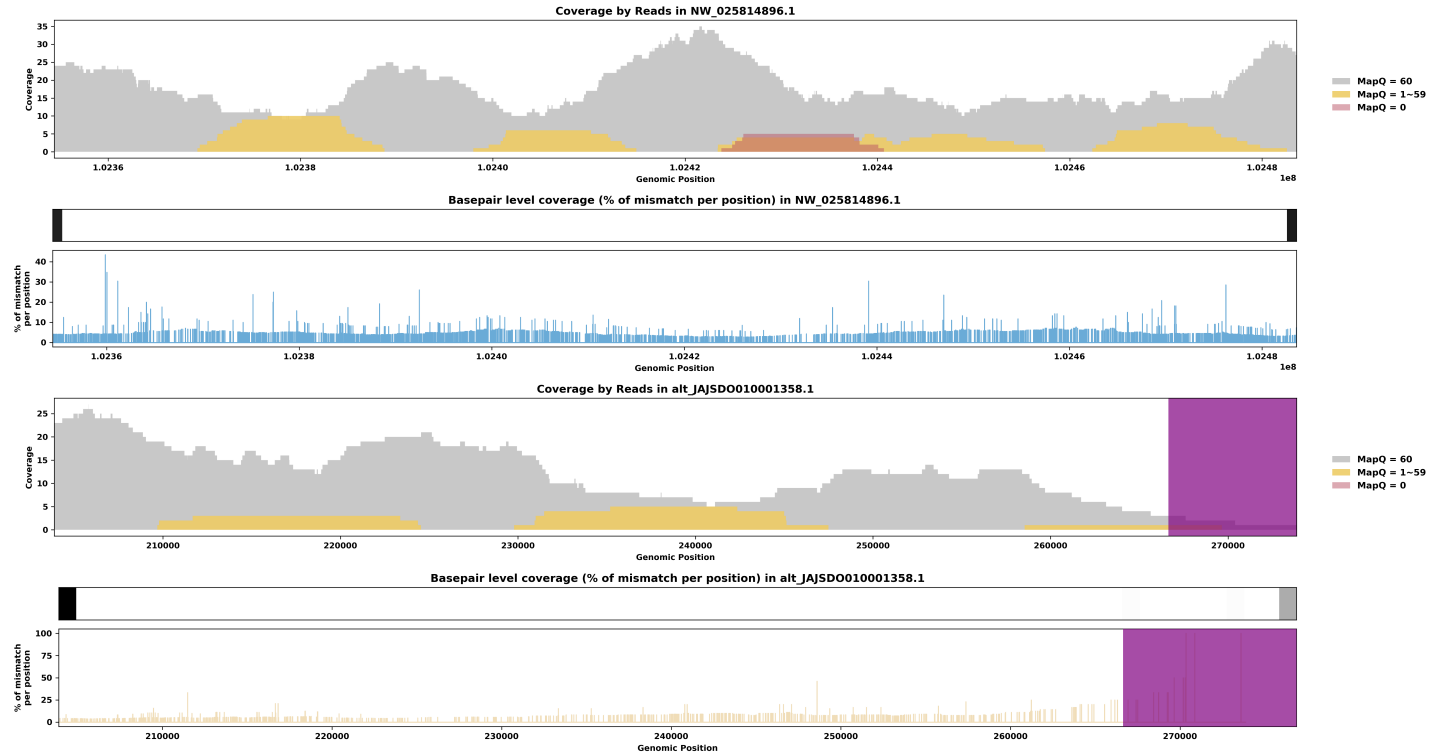 Coverage by Reads in NW_025814896.1
Coverage
35
30
25
20
15
10
5
0
1.0236
1.0238
1.0240
1.0242
1.0244
1.0246
1.0248
1e8
Genomic Position
MapQ = 60
MapQ = 1~59
MapQ = 0
Basepair level coverage (% of mismatch per position) in NW_025814896.1
% of mismatch
per position
40
30
20
10
0
1.0236
1.0238
1.0240
1.0242
1.0244
1.0246
1.0248
1e8
Genomic Position
Coverage by Reads in alt_JAJSDO010001358.1
Coverage
25
20
15
10
5
0
210000
220000
230000
240000
250000
260000
270000
Genomic Position
MapQ = 60
MapQ = 1~59
MapQ = 0
Basepair level coverage (% of mismatch per position) in alt_JAJSDO010001358.1
% of mismatch
per position
100
75
50
25
0
210000
220000
230000
240000
250000
260000
270000
Genomic Position